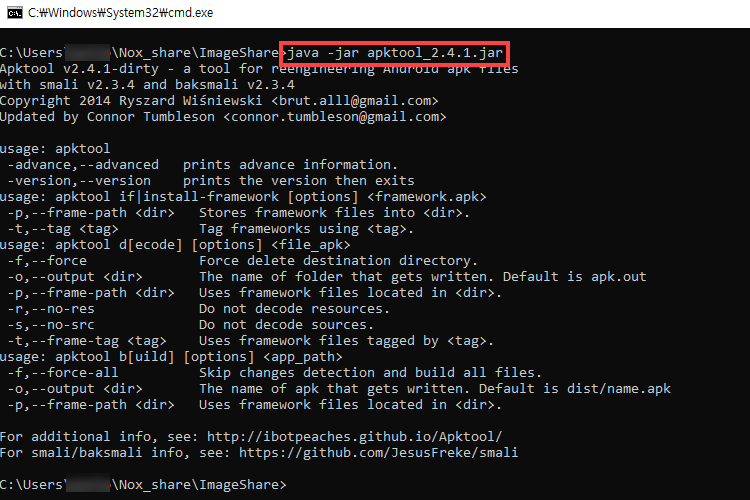 C:₩Windows₩System32₩cmd.exe
C:\Users\ \Nox_share\ImageShare>java -jar apktool_2.4.1.jar
Apktool v2.4.1-dirty - a tool for reengineering Android apk files
with smali v2.3.4 and baksmali v2.3.4
Copyright 2014 Ryszard Wiśniewski <brut.alll@gmail.com>
Updated by Connor Tumbleson <connor.tumbleson@gmail.com>
usage: apktool
-advance,--advanced prints advance information.
-version,--version prints the version then exits
usage: apktool if|install-framework [options] <framework.apk>
-p,--frame-path <dir> Stores framework files into <dir>.
-t,--tag <tag> Tag frameworks using <tag>.
usage: apktool d[ecode] [options] <file_apk>
-f,--force Force delete destination directory.
-o,--output <dir> The name of folder that gets written. Default is apk.out
-p,--frame-path <dir> Uses framework files located in <dir>.
-r,--no-res Do not decode resources.
-s,--no-src Do not decode sources.
-t,--frame-tag <tag> Uses framework files tagged by <tag>.
usage: apktool b[uild] [options] <app_path>
-f,--force-all Skip changes detection and build all files.
-o,--output <dir> The name of apk that gets written. Default is dist/name.apk
-p,--frame-path <dir> Uses framework files located in <dir>.
For additional info, see: http://ibotpeaches.github.io/Apktool/
For smali/baksmali info, see: https://github.com/JesusFreke/smali
C:\Users\ \Nox_share\ImageShare>